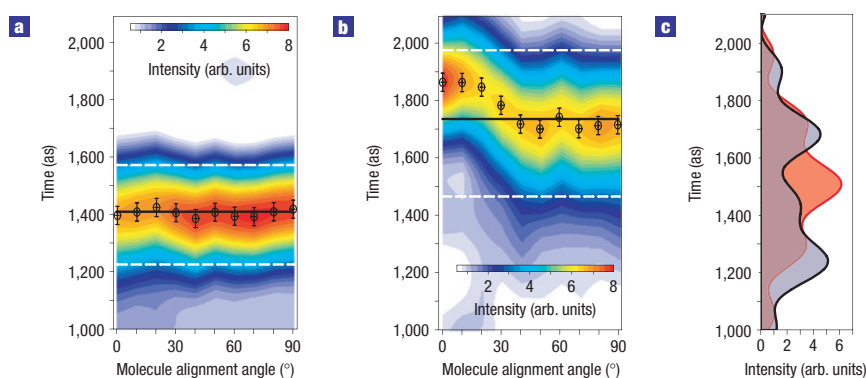 a
2,000
1,800
1,600
1,400
1,200
1,000
Time (as)
2 4 6 8
Intensity (arb. units)
0 30 60 90
Molecule alignment angle (°)
b
2,000
1,800
1,600
1,400
1,200
1,000
Time (as)
2 4 6 8
Intensity (arb. units)
0 30 60 90
Molecule alignment angle (°)
c
2,000
1,800
1,600
1,400
1,200
1,000
Time (as)
0 2 4 6
Intensity (arb. units)